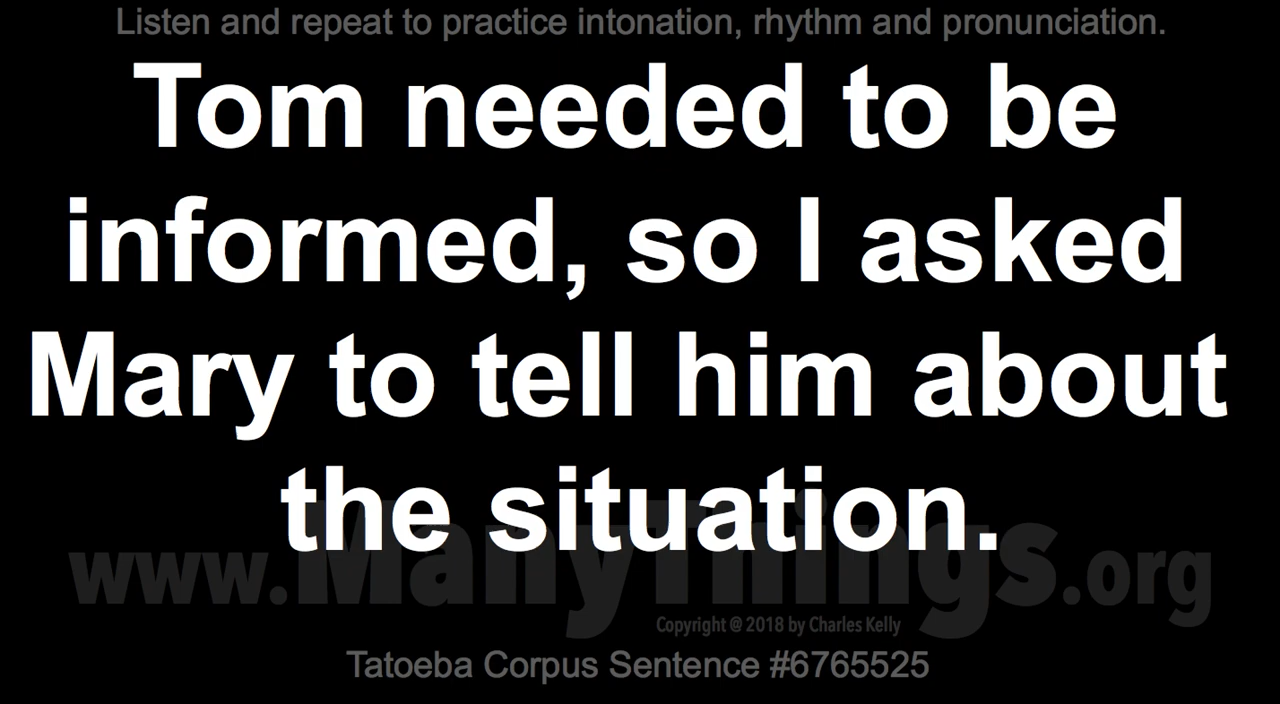 Listen and repeat to practice intonation, rhythm and pronunciation.
Tom needed to be
informed, so I asked
Mary to tell him about
the situation.
www.ManyThings.org
Copyright @ 2018 by Charles Kelly
Tatoeba Corpus Sentence #6765525